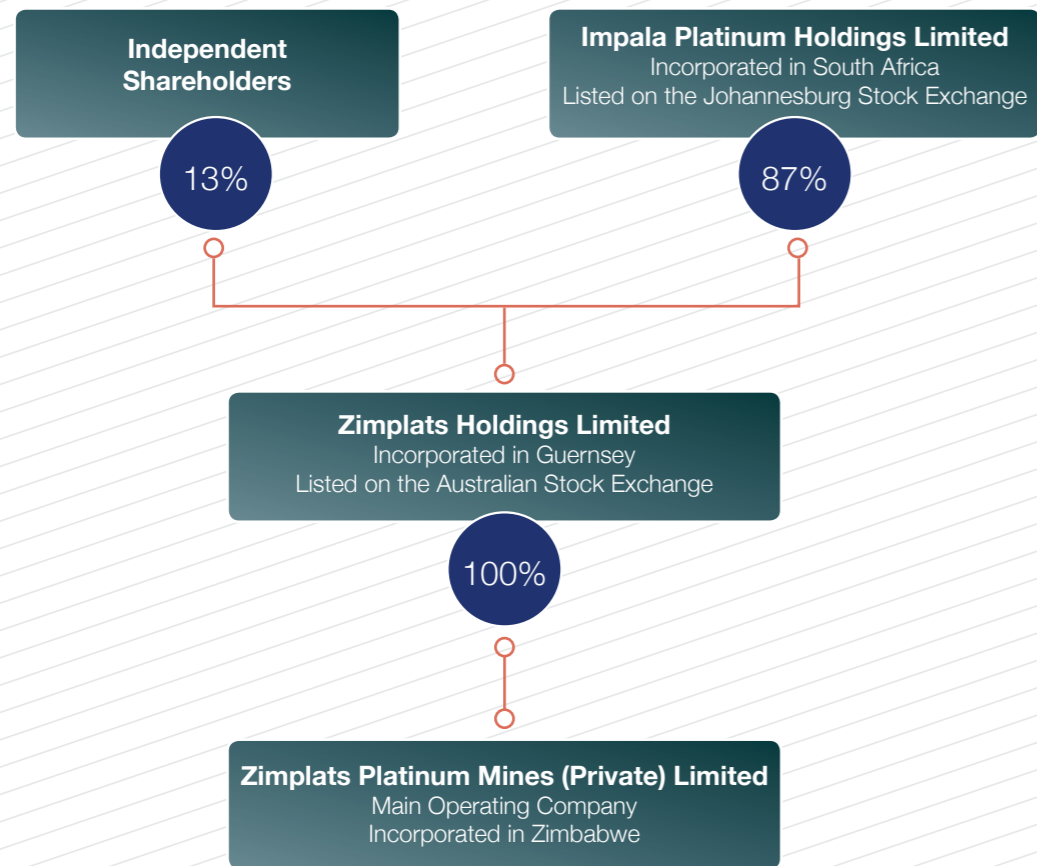 Independent
Shareholders
13%
Impala Platinum Holdings Limited
Incorporated in South Africa
Listed on the Johannesburg Stock Exchange
87%
Zimplats Holdings Limited
Incorporated in Guernsey
Listed on the Australian Stock Exchange
100%
Zimplats Platinum Mines (Private) Limited
Main Operating Company
Incorporated in Zimbabwe